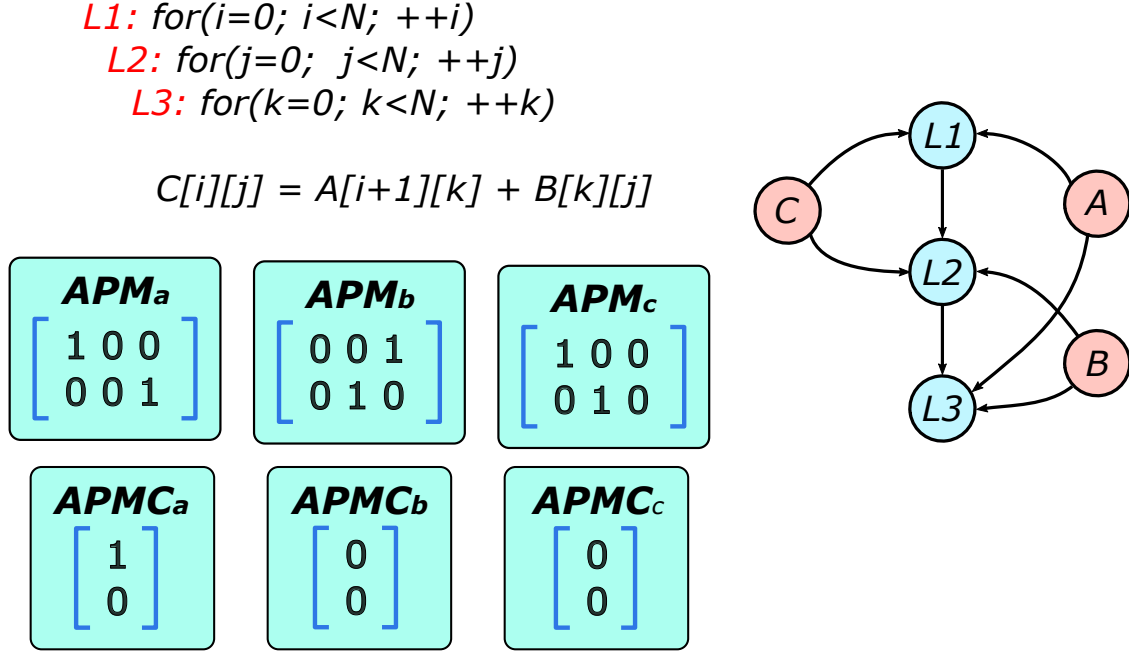 L1: for(i=0; i<N; ++i)
L2: for(j=0; j<N; ++j)
L3: for(k=0; k<N; ++k)
C[i][j] = A[i+1][k] + B[k][j]
APMa
1 0 0
0 0 1
APMb
0 0 1
0 1 0
APMc
1 0 0
0 1 0
APMCa
1
0
APMCb
0
0
APMCc
0
0
L1
C
A
L2
B
L3